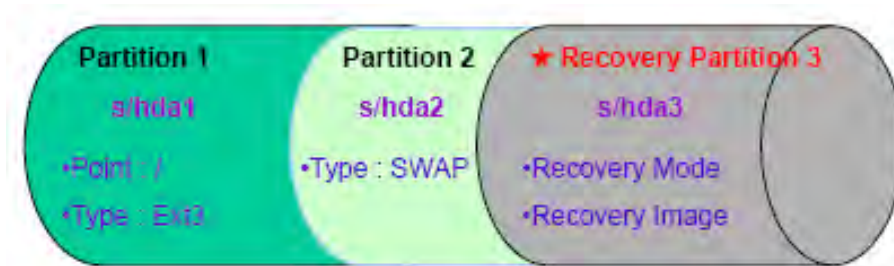 Partition 1
s/hda1
•Point : /
•Type : Ext3
Partition 2
s/hda2
•Type : SWAP
★ Recovery Partition 3
s/hda3
•Recovery Mode
•Recovery Image